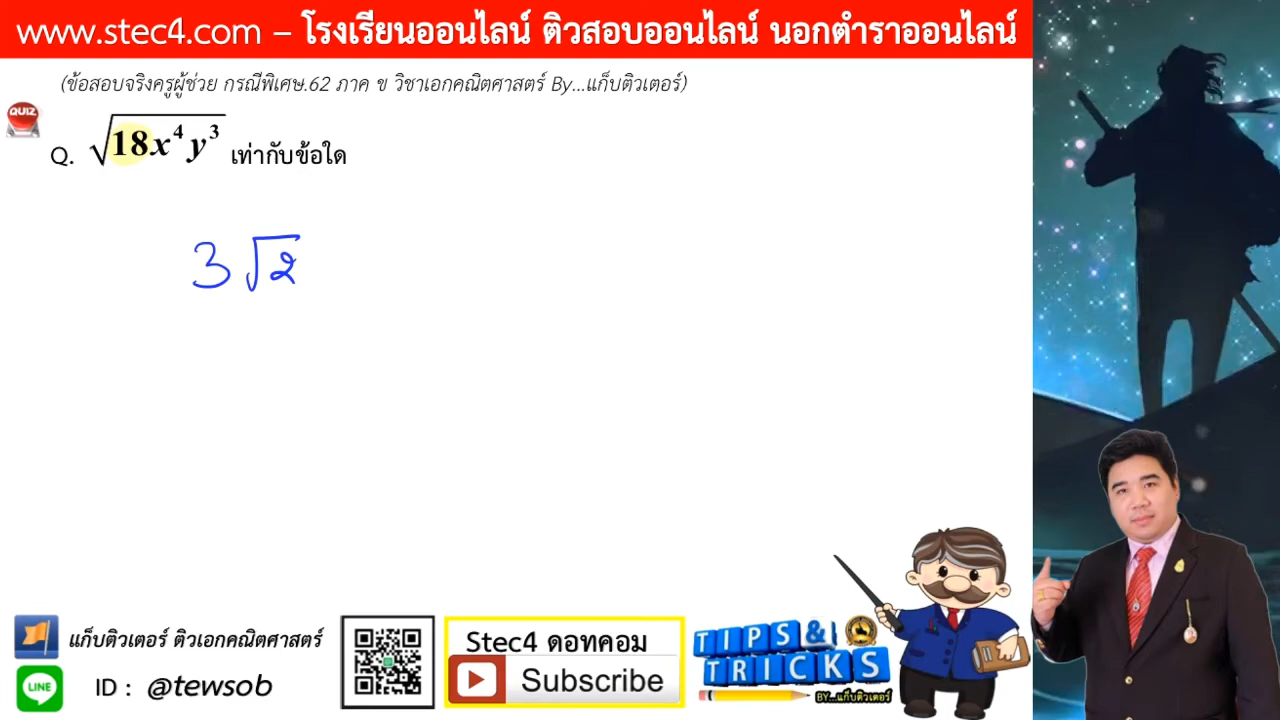 www.stec4.com – โรงเรียนออนไลน์ ติวสอบออนไลน์ นอกตำราออนไลน์
(ข้อสอบจริงครูผู้ช่วย กรณีพิเศษ.62 ภาค ข วิชาเอกคณิตศาสตร์ By...แก็บติวเตอร์)
QUIZ
Q. √18x⁴y³ เท่ากับข้อใด
3√2
แก็บติวเตอร์ ติวเอกคณิตศาสตร์
LINE
ID : @tewsob
Stec4 ดอทคอม
Subscribe
TIPS &
TRICKS
BY...แก็บติวเตอร์